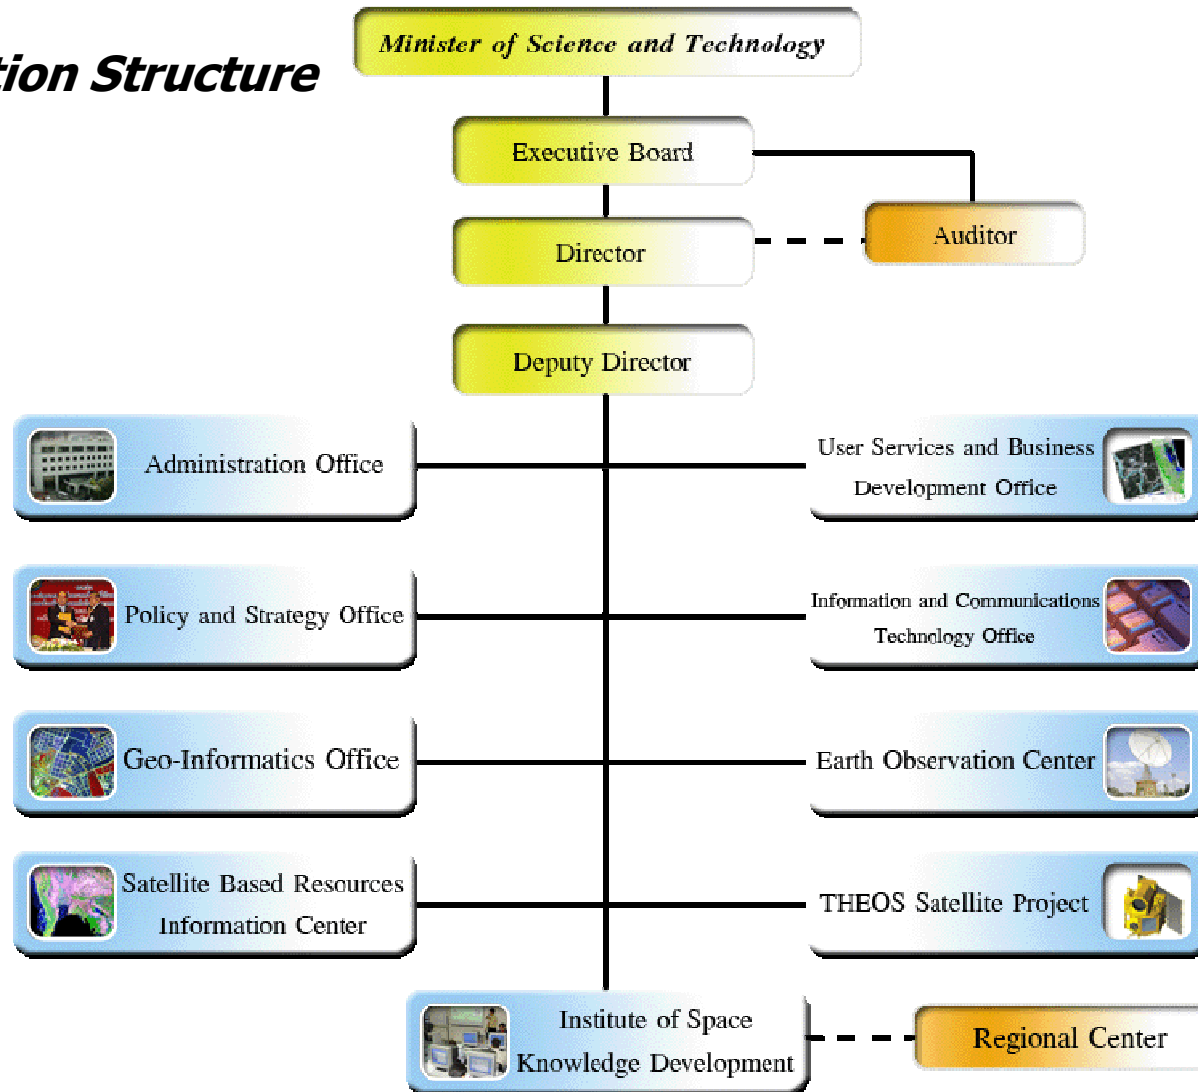 Minister of Science and Technology
tion Structure
Executive Board
Auditor
Director
Deputy Director
Administration Office
User Services and Business
Development Office
Policy and Strategy Office
Information and Communications
Technology Office
Geo-Informatics Office
Earth Observation Center
Satellite Based Resources
Information Center
THEOS Satellite Project
Institute of Space
Knowledge Development
Regional Center